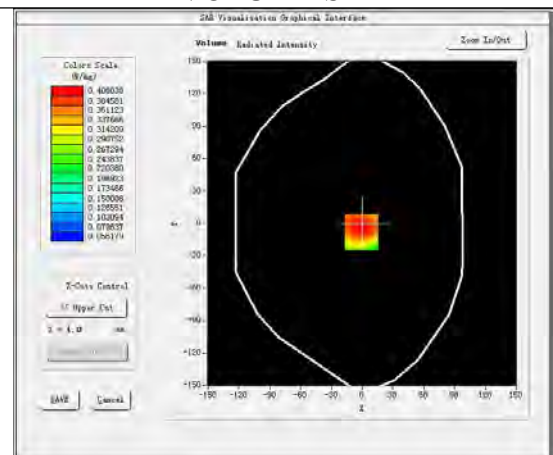 SAR Visualisation Graphical Interface
Volume Radiated Intensity
Zoom In/Out
Colors Scale
(W/kg)
0.408038
0.384581
0.361123
0.337666
0.314209
0.290752
0.267294
0.243837
0.220380
0.196923
0.173466
0.150008
0.126551
0.103094
0.079637
0.056179
Z-Cuts Control
Upper Cut
mm
SAVE
Cancel
150
120
90
60
30
0
-30
-60
-90
-120
-150
-150 -120 -90 -60 -30 0 30 60 90 120 150
X